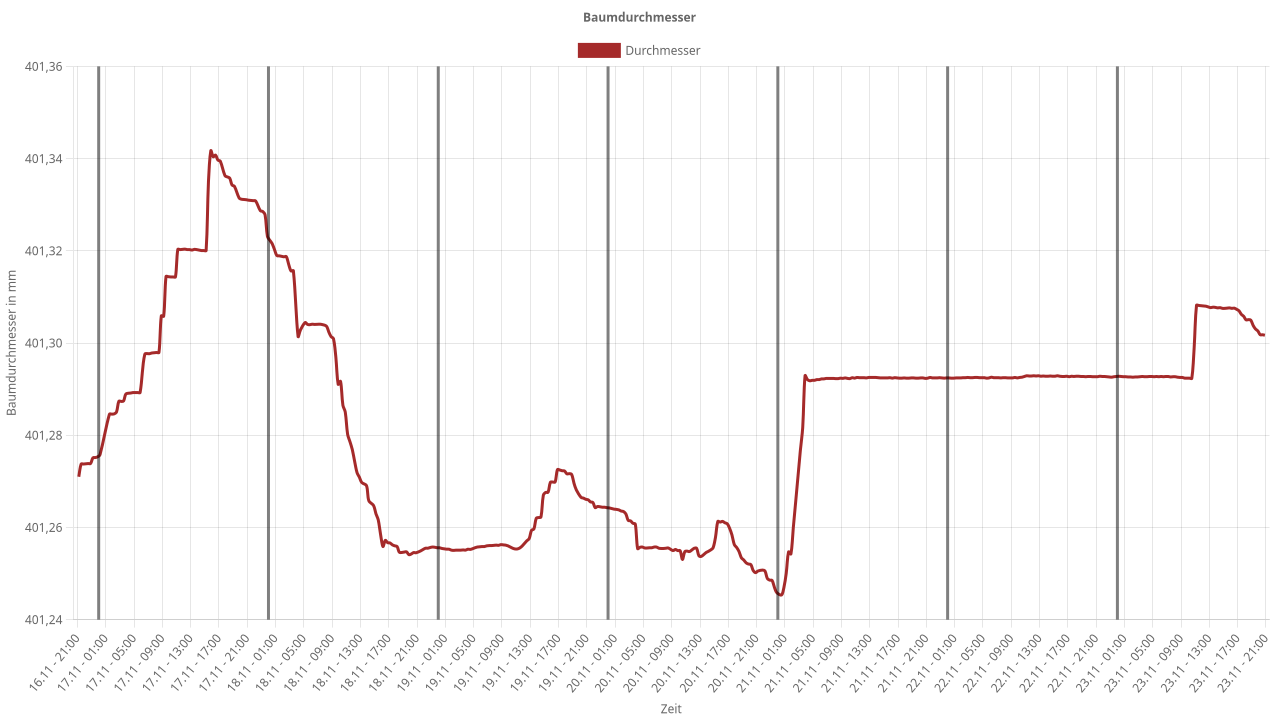 Baumdurchmesser
Durchmesser
401,36
401,34
401,32
401,30
401,28
401,26
401,24
Baumdurchmesser in mm
16.11 - 21:00
17.11 - 01:00
17.11 - 05:00
17.11 - 09:00
17.11 - 13:00
17.11 - 17:00
17.11 - 21:00
18.11 - 01:00
18.11 - 05:00
18.11 - 09:00
18.11 - 13:00
18.11 - 17:00
18.11 - 21:00
19.11 - 01:00
19.11 - 05:00
19.11 - 09:00
19.11 - 13:00
19.11 - 17:00
19.11 - 21:00
20.11 - 01:00
20.11 - 05:00
20.11 - 09:00
20.11 - 13:00
20.11 - 17:00
20.11 - 21:00
21.11 - 01:00
21.11 - 05:00
21.11 - 09:00
21.11 - 13:00
21.11 - 17:00
21.11 - 21:00
22.11 - 01:00
22.11 - 05:00
22.11 - 09:00
22.11 - 13:00
22.11 - 17:00
22.11 - 21:00
23.11 - 01:00
23.11 - 05:00
23.11 - 09:00
23.11 - 13:00
23.11 - 17:00
23.11 - 21:00
Zeit